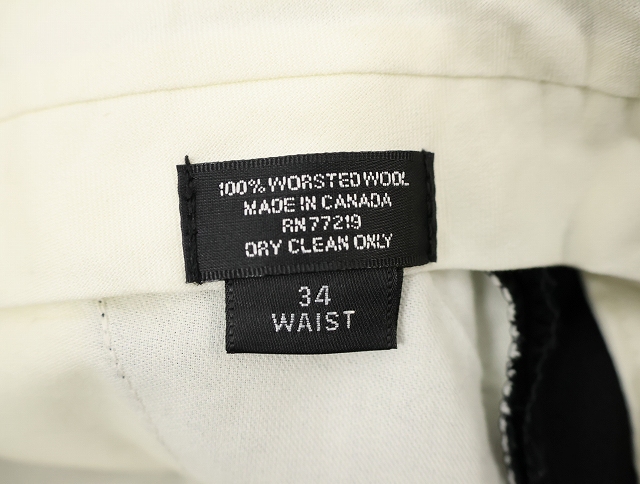 100% WORSTED WOOL
MADE IN CANADA
RN 77219
DRY CLEAN ONLY
34
WAIST